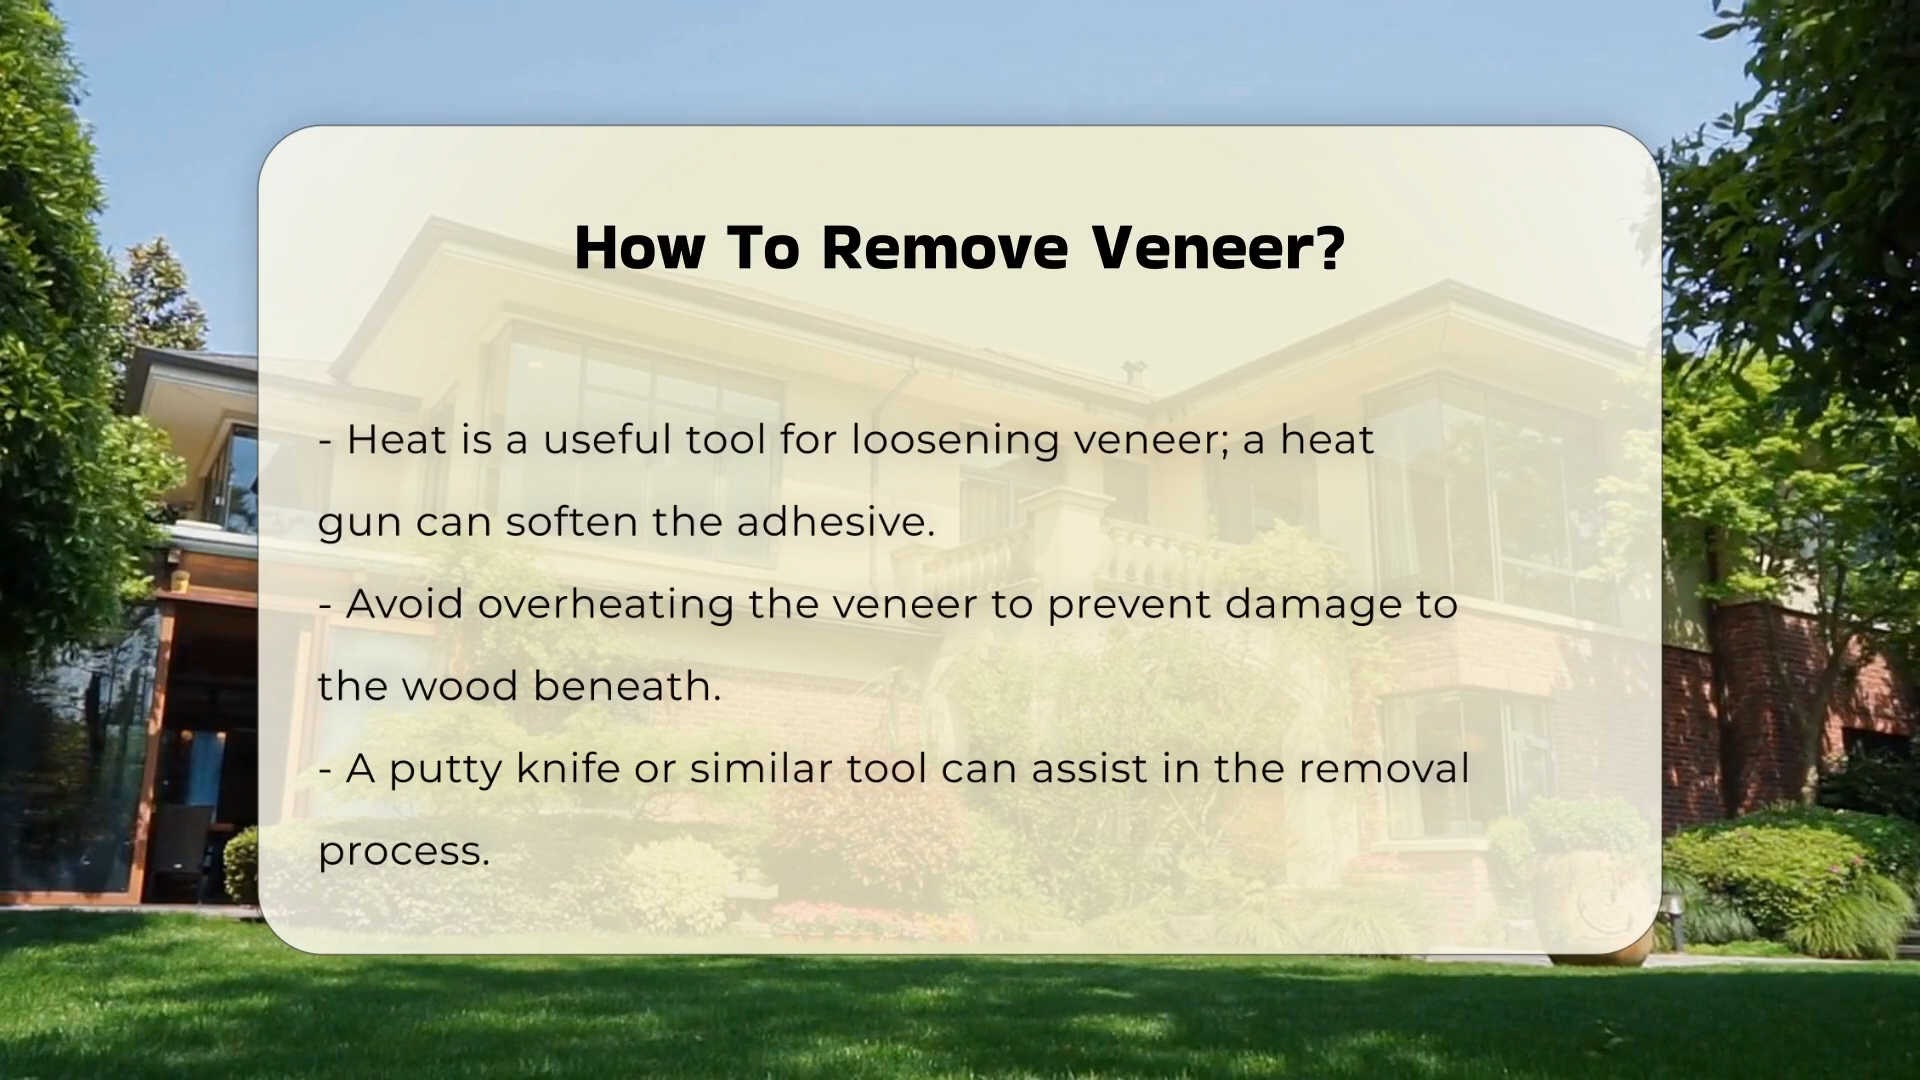 How To Remove Veneer?
- Heat is a useful tool for loosening veneer; a heat
gun can soften the adhesive.
- Avoid overheating the veneer to prevent damage to
the wood beneath.
- A putty knife or similar tool can assist in the removal
process.